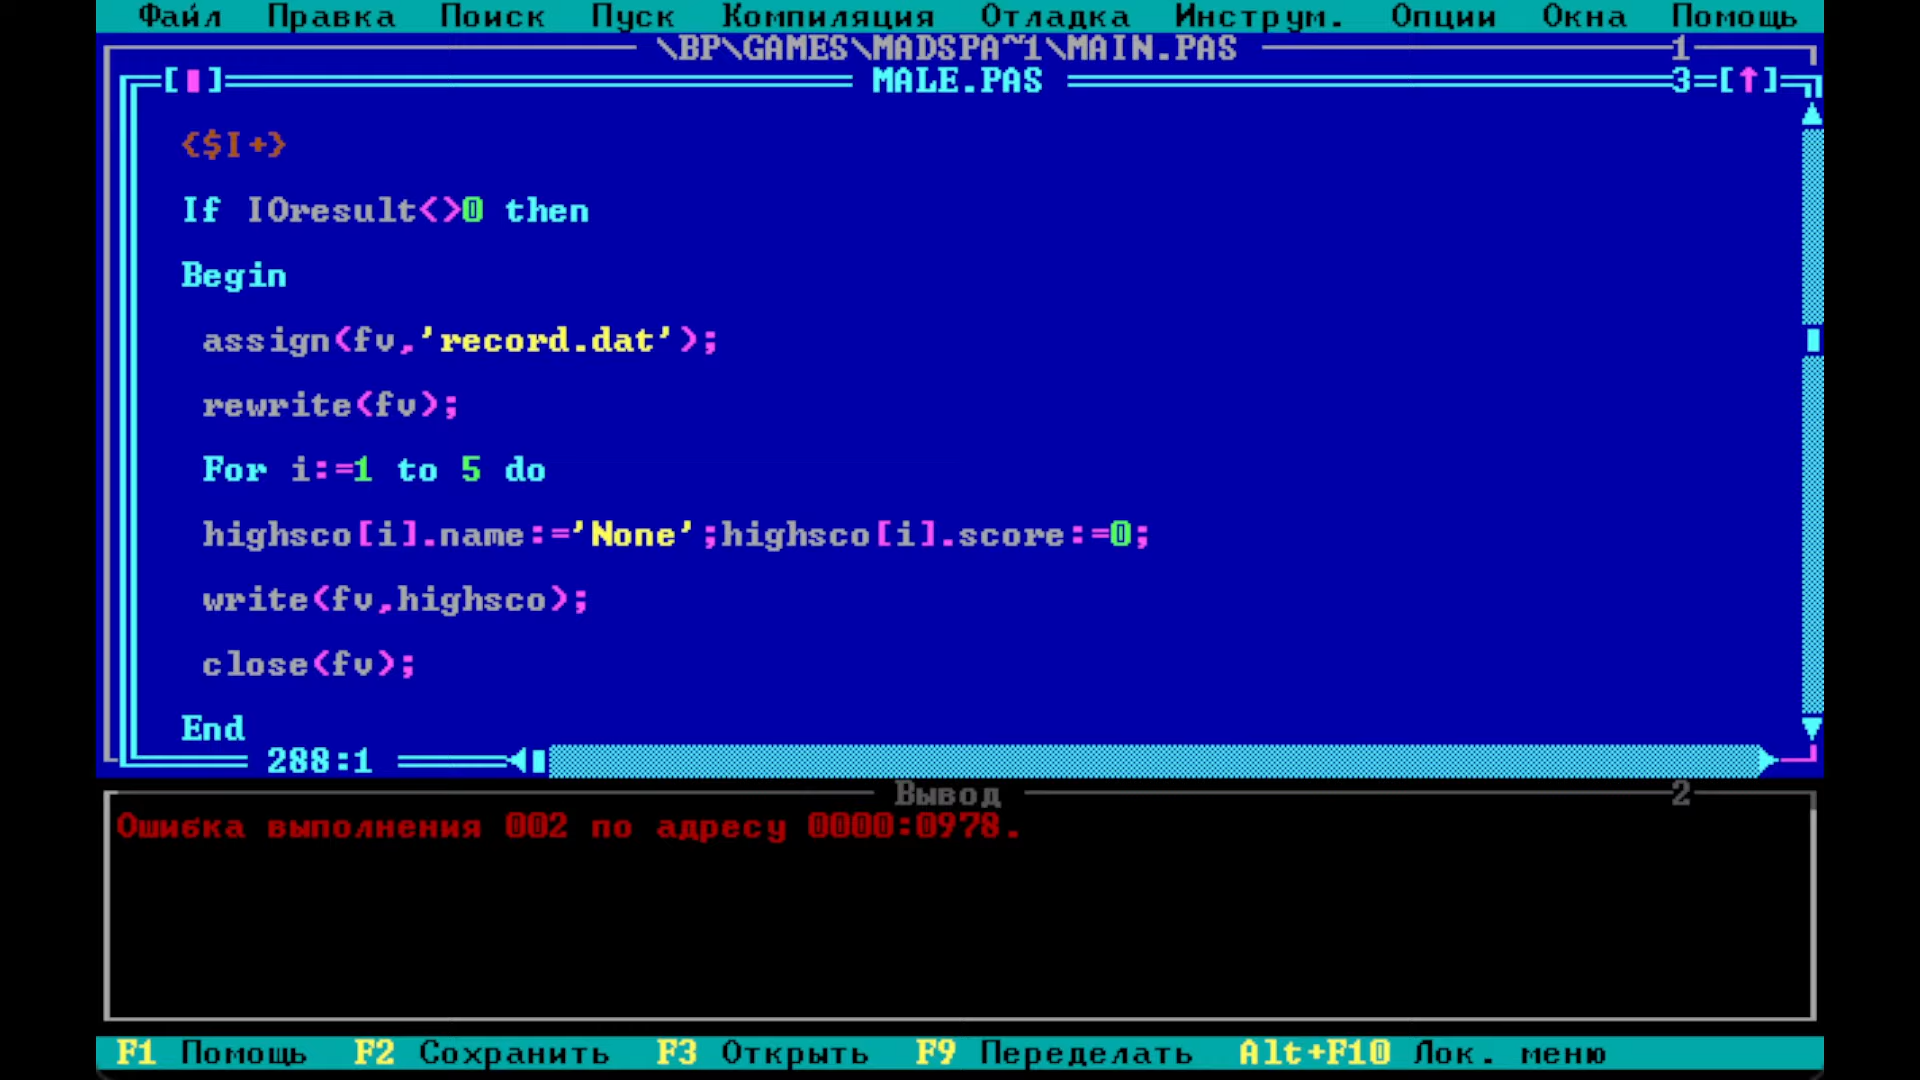 Файл Правка Поиск Пуск Компиляция Отладка Инструм. Опции Окна Помощь
\BP\GAMES\MADSPA~1\MAIN.PAS 1
[▮] MALE.PAS 3=[↑]
{$I+}
If IOresult<>0 then
Begin
assign(fv,'record.dat');
rewrite(fv);
For i:=1 to 5 do
highsco[i].name:='None';highsco[i].score:=0;
write(fv,highsco);
close(fv);
End
288:1
Вывод 2
Ошибка выполнения 002 по адресу 0000:0978.
F1 Помощь F2 Сохранить F3 Открыть F9 Переделать Alt+F10 Лок. меню